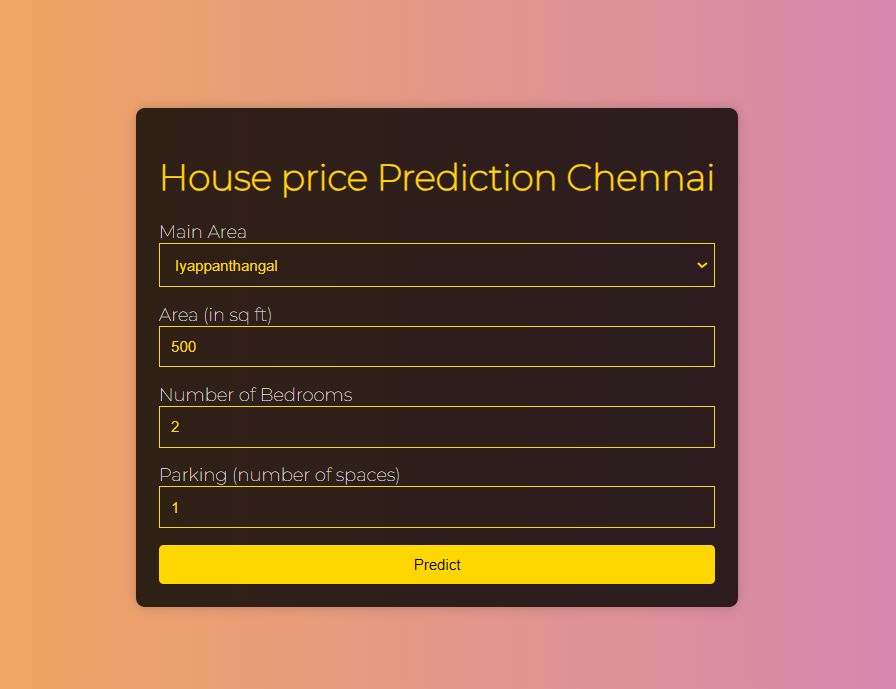 House price Prediction Chennai
Main Area
Iyappanthangal
Area (in sq ft)
500
Number of Bedrooms
2
Parking (number of spaces)
1
Predict